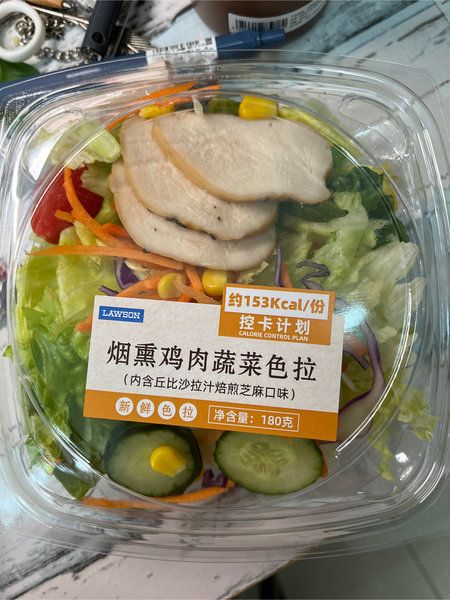 约153Kcal/份
LAWSON
控卡计划
CALORIE CONTROL PLAN
烟熏鸡肉蔬菜色拉
（内含丘比沙拉汁焙煎芝麻口味）
新鲜色拉
净含量：180克